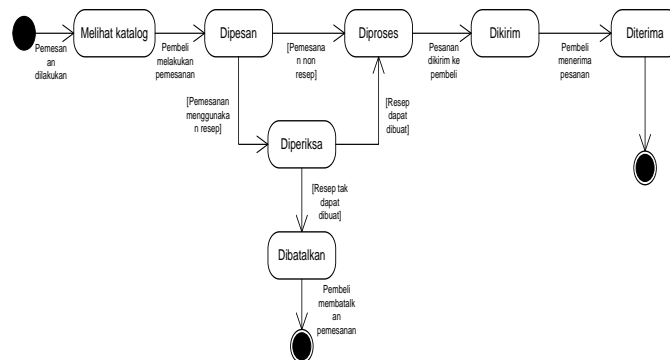 Melihat katalog
Dipesan
Diproses
Dikirim
Diterima
Pemesan
an
dilakukan
Pembeli
melakukan
pemesanan
[Pemesana
n non
resep]
Pesanan
dikirim ke
pembeli
Pembeli
menerima
pesanan
[Pemesanan
menggunaka
n resep]
[Resep
dapat
dibuat]
Diperiksa
[Resep tak
dapat
dibuat]
Dibatalkan
Pembeli
membatalk
an
pemesanan